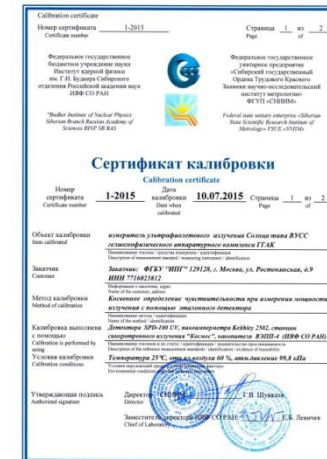 Calibration certificate
Номер сертификата 1-2015 Страница 1 из 2
Certificate number Page of
Федеральное государственное
бюджетное учреждение науки
Институт ядерной физики
им. Г.И. Будкера Сибирского
отделения Российской академии наук
ИЯФ СО РАН
"Budker Institute of Nuclear Physics
Siberian Branch Russian Academy of
Sciences BINP SB RAS
Федеральное государственное
унитарное предприятие
«Сибирский государственный
Ордена Трудового Красного
Знамени научно-исследовательский
институт метрологии»
ФГУП «СНИИМ»
Federal state unitary enterprise «Siberian
State Scientific Research Institute of
Metrology» FSUE «SNIIM»
Сертификат калибровки
Calibration certificate
Номер сертификата 1-2015 Дата калибровки 10.07.2015 Страница 1 из 2
Certificate number Date when calibrated Page of
Объект калибровки измеритель ультрафиолетового излучения Солнца типа ВУСС
Item calibrated гелиогеофизического аппаратурного комплекса ГГАК
Заказчик Заказчик: ФГБУ "ИПГ" 129128, г. Москва, ул. Ростокинская, д.9
Customer ИНН 7716025812
Метод калибровки Косвенное определение чувствительности при измерении мощности
Method of calibration излучения с помощью эталонного детектора
Калибровка выполнена Детектора SPD-100 UV, пикоамперметра Keithley 2502, станции
с помощью синхротронного излучения "Космос", накопителя ВЭПП-4 (ИЯФ СО РАН)
Calibration is performed by using
Условия калибровки Температура 25°C, воздуха 60 %, атм.давление 99,8 кПа
Calibration conditions
Утверждающая подпись Директор Г.В. Шувалов
Authorized signature Director
Заместитель директора ИЯФ СО РАН Е.Б. Левичев
Chief of Laboratory